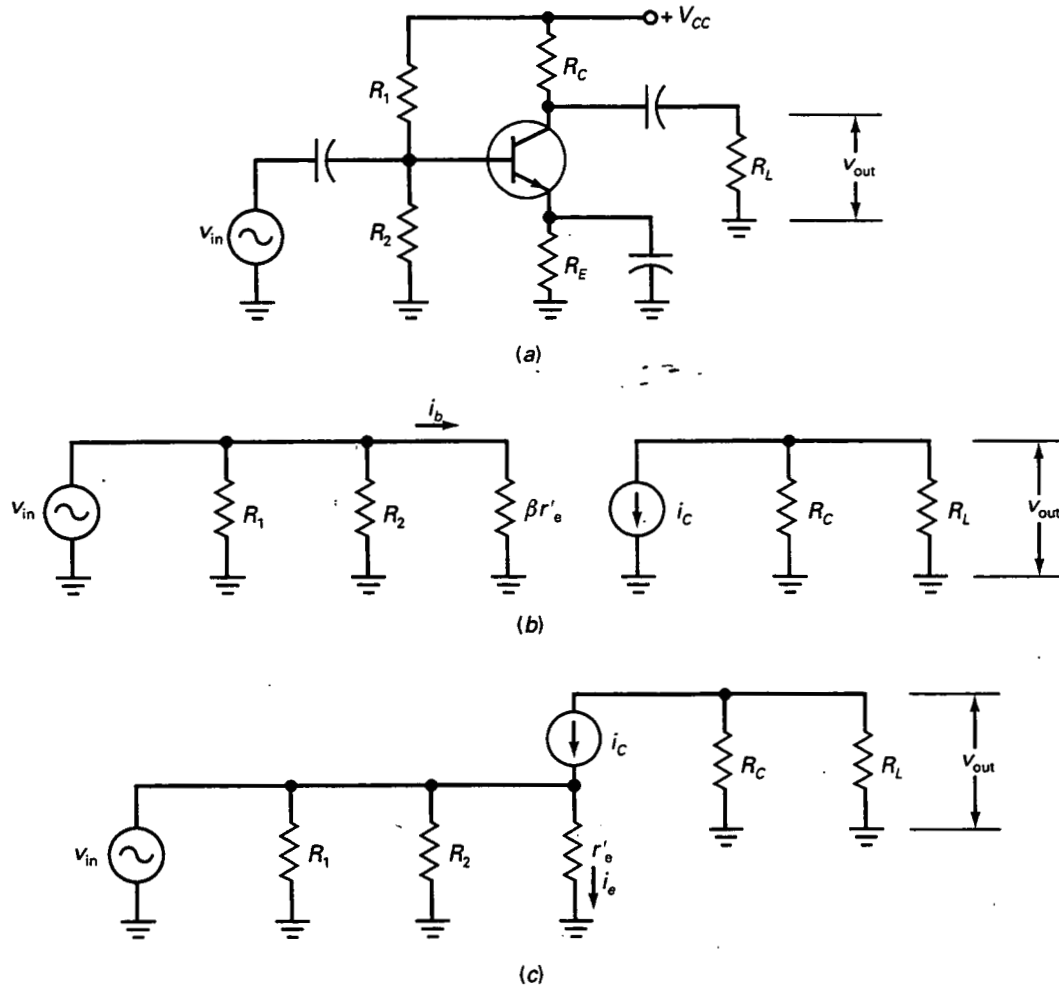 + V_CC
R_C
R_1
R_L
v_out
v_in
R_2
R_E
(a)
i_b
v_in
R_1
R_2
βr'_e
i_c
R_C
R_L
v_out
(b)
i_c
R_C
R_L
v_out
v_in
R_1
R_2
r'_e
i_e
(c)